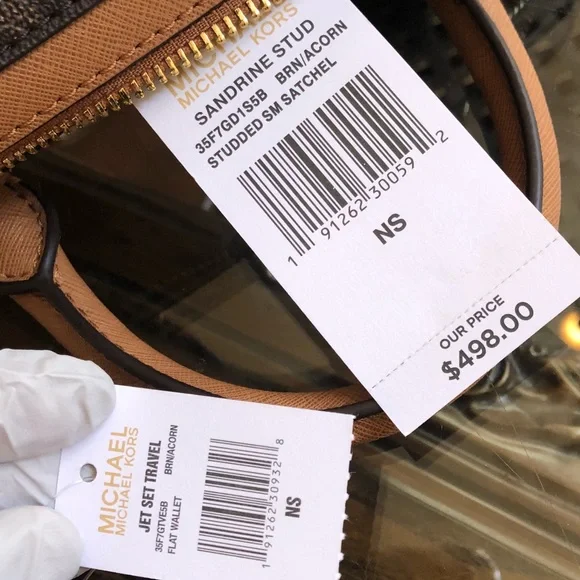 MICHAEL
MICHAEL KORS
SANDRINE STUD
35F7GD1S5B BRN/ACORN
STUDDED SM SATCHEL
1 91262 30059 2
NS
OUR PRICE
$498.00
MICHAEL
MICHAEL KORS
JET SET TRAVEL
35F7GTVE5B BRN/ACORN
FLAT WALLET
1 91262 30932 8
NS